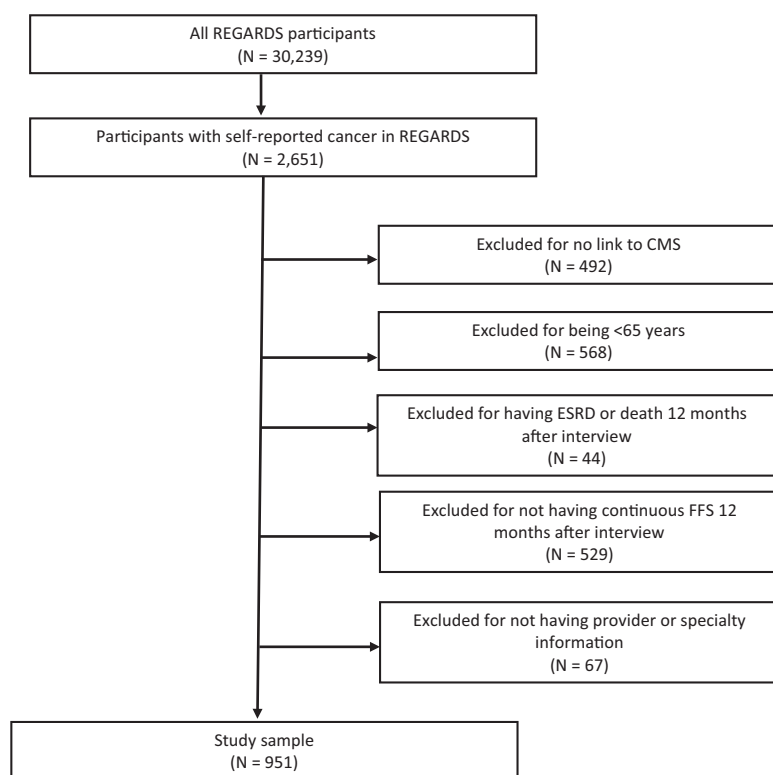 All REGARDS participants
(N = 30,239)
Participants with self-reported cancer in REGARDS
(N = 2,651)
Excluded for no link to CMS
(N = 492)
Excluded for being <65 years
(N = 568)
Excluded for having ESRD or death 12 months
after interview
(N = 44)
Excluded for not having continuous FFS 12
months after interview
(N = 529)
Excluded for not having provider or specialty
information
(N = 67)
Study sample
(N = 951)